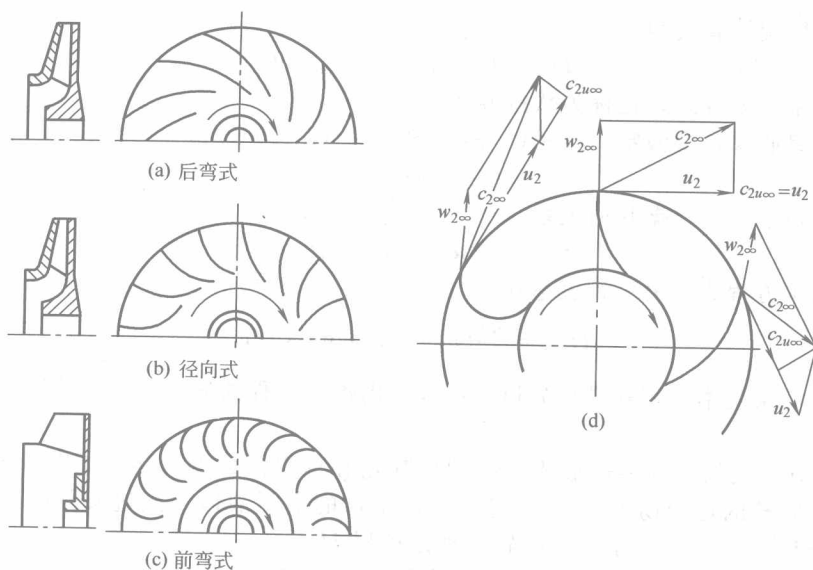 (a) 后弯式
(b) 径向式
(c) 前弯式
c₂ᵤ∞
u₂
c₂∞
w₂∞
w₂∞
c₂∞
u₂
c₂ᵤ∞=u₂
w₂∞
c₂∞
c₂ᵤ∞
u₂
(d)